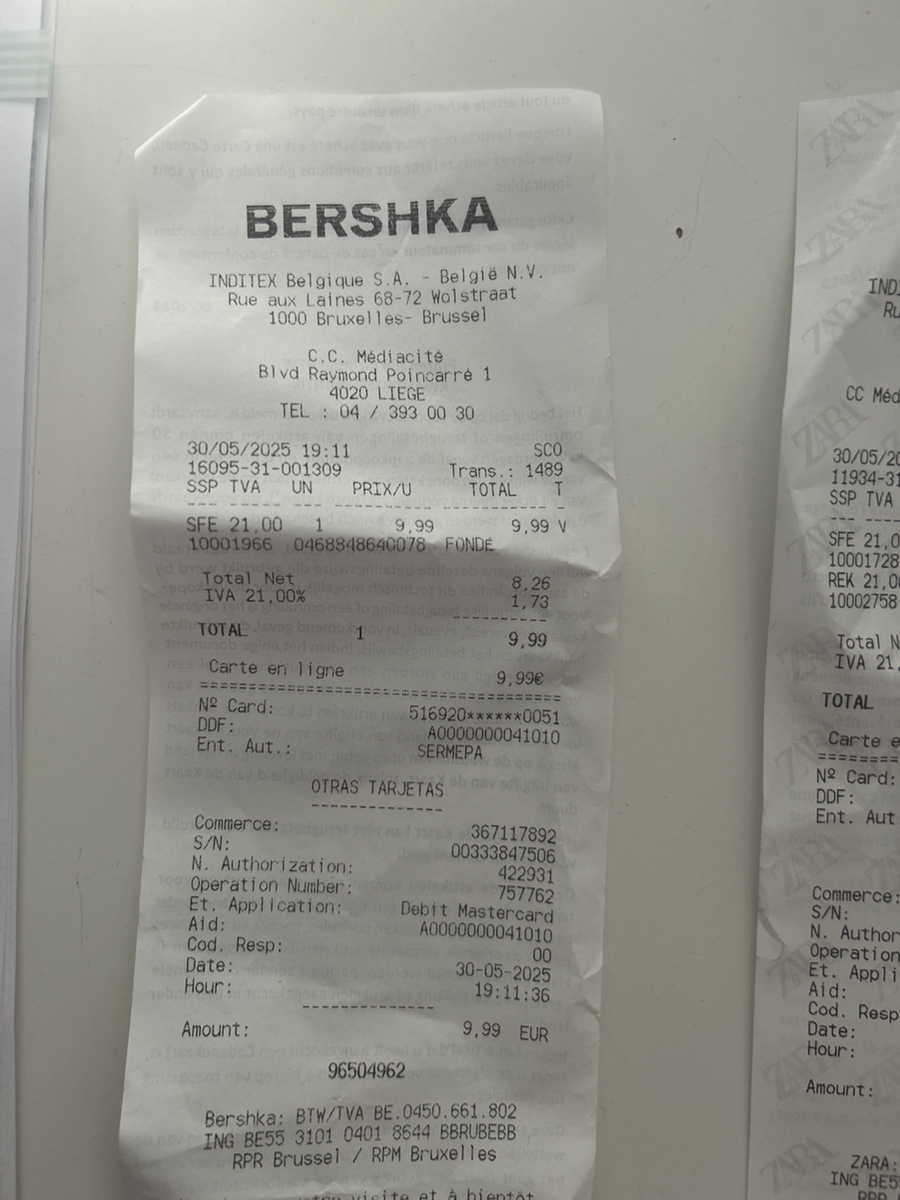 BERSHKA
INDITEX Belgique S.A. - België N.V.
Rue aux Laines 68-72 Wolstraat
1000 Bruxelles- Brussel
C.C. Médiacité
Blvd Raymond Poincarré 1
4020 LIEGE
TEL : 04 / 393 00 30
30/05/2025 19:11 SCO
16095-31-001309 Trans.: 1489
SSP TVA UN PRIX/U TOTAL T
SFE 21,00 1 9,99 9,99 V
10001966 0468848640078 FONDÉ
Total Net 8,26
IVA 21,00% 1,73
TOTAL 1 9,99
Carte en ligne 9,99€
Nº Card: 516920******0051
DDF: A0000000041010
Ent. Aut.: SERMEPA
OTRAS TARJETAS
Commerce: 367117892
S/N: 00333847506
N. Authorization: 422931
Operation Number: 757762
Et. Application: Debit Mastercard
Aid: A0000000041010
Cod. Resp: 00
Date: 30-05-2025
Hour: 19:11:36
Amount: 9,99 EUR
96504962
Bershka: BTW/TVA BE.0450.661.802
ING BE55 3101 0401 8644 BBRUBEBB
RPR Brussel / RPM Bruxelles
visite et à bientôt
ZARA
INDI
Ru
CC Méd
30/05/20
11934-31
SSP TVA
SFE 21,0
10001728
REK 21,0
10002758
Total N
IVA 21,
TOTAL
Carte e
Nº Card:
DDF:
Ent. Aut
Commerce:
S/N:
N. Author
Operation
Et. Appli
Aid:
Cod. Resp
Date:
Hour:
Amount:
ZARA:
ING BE5
RPR